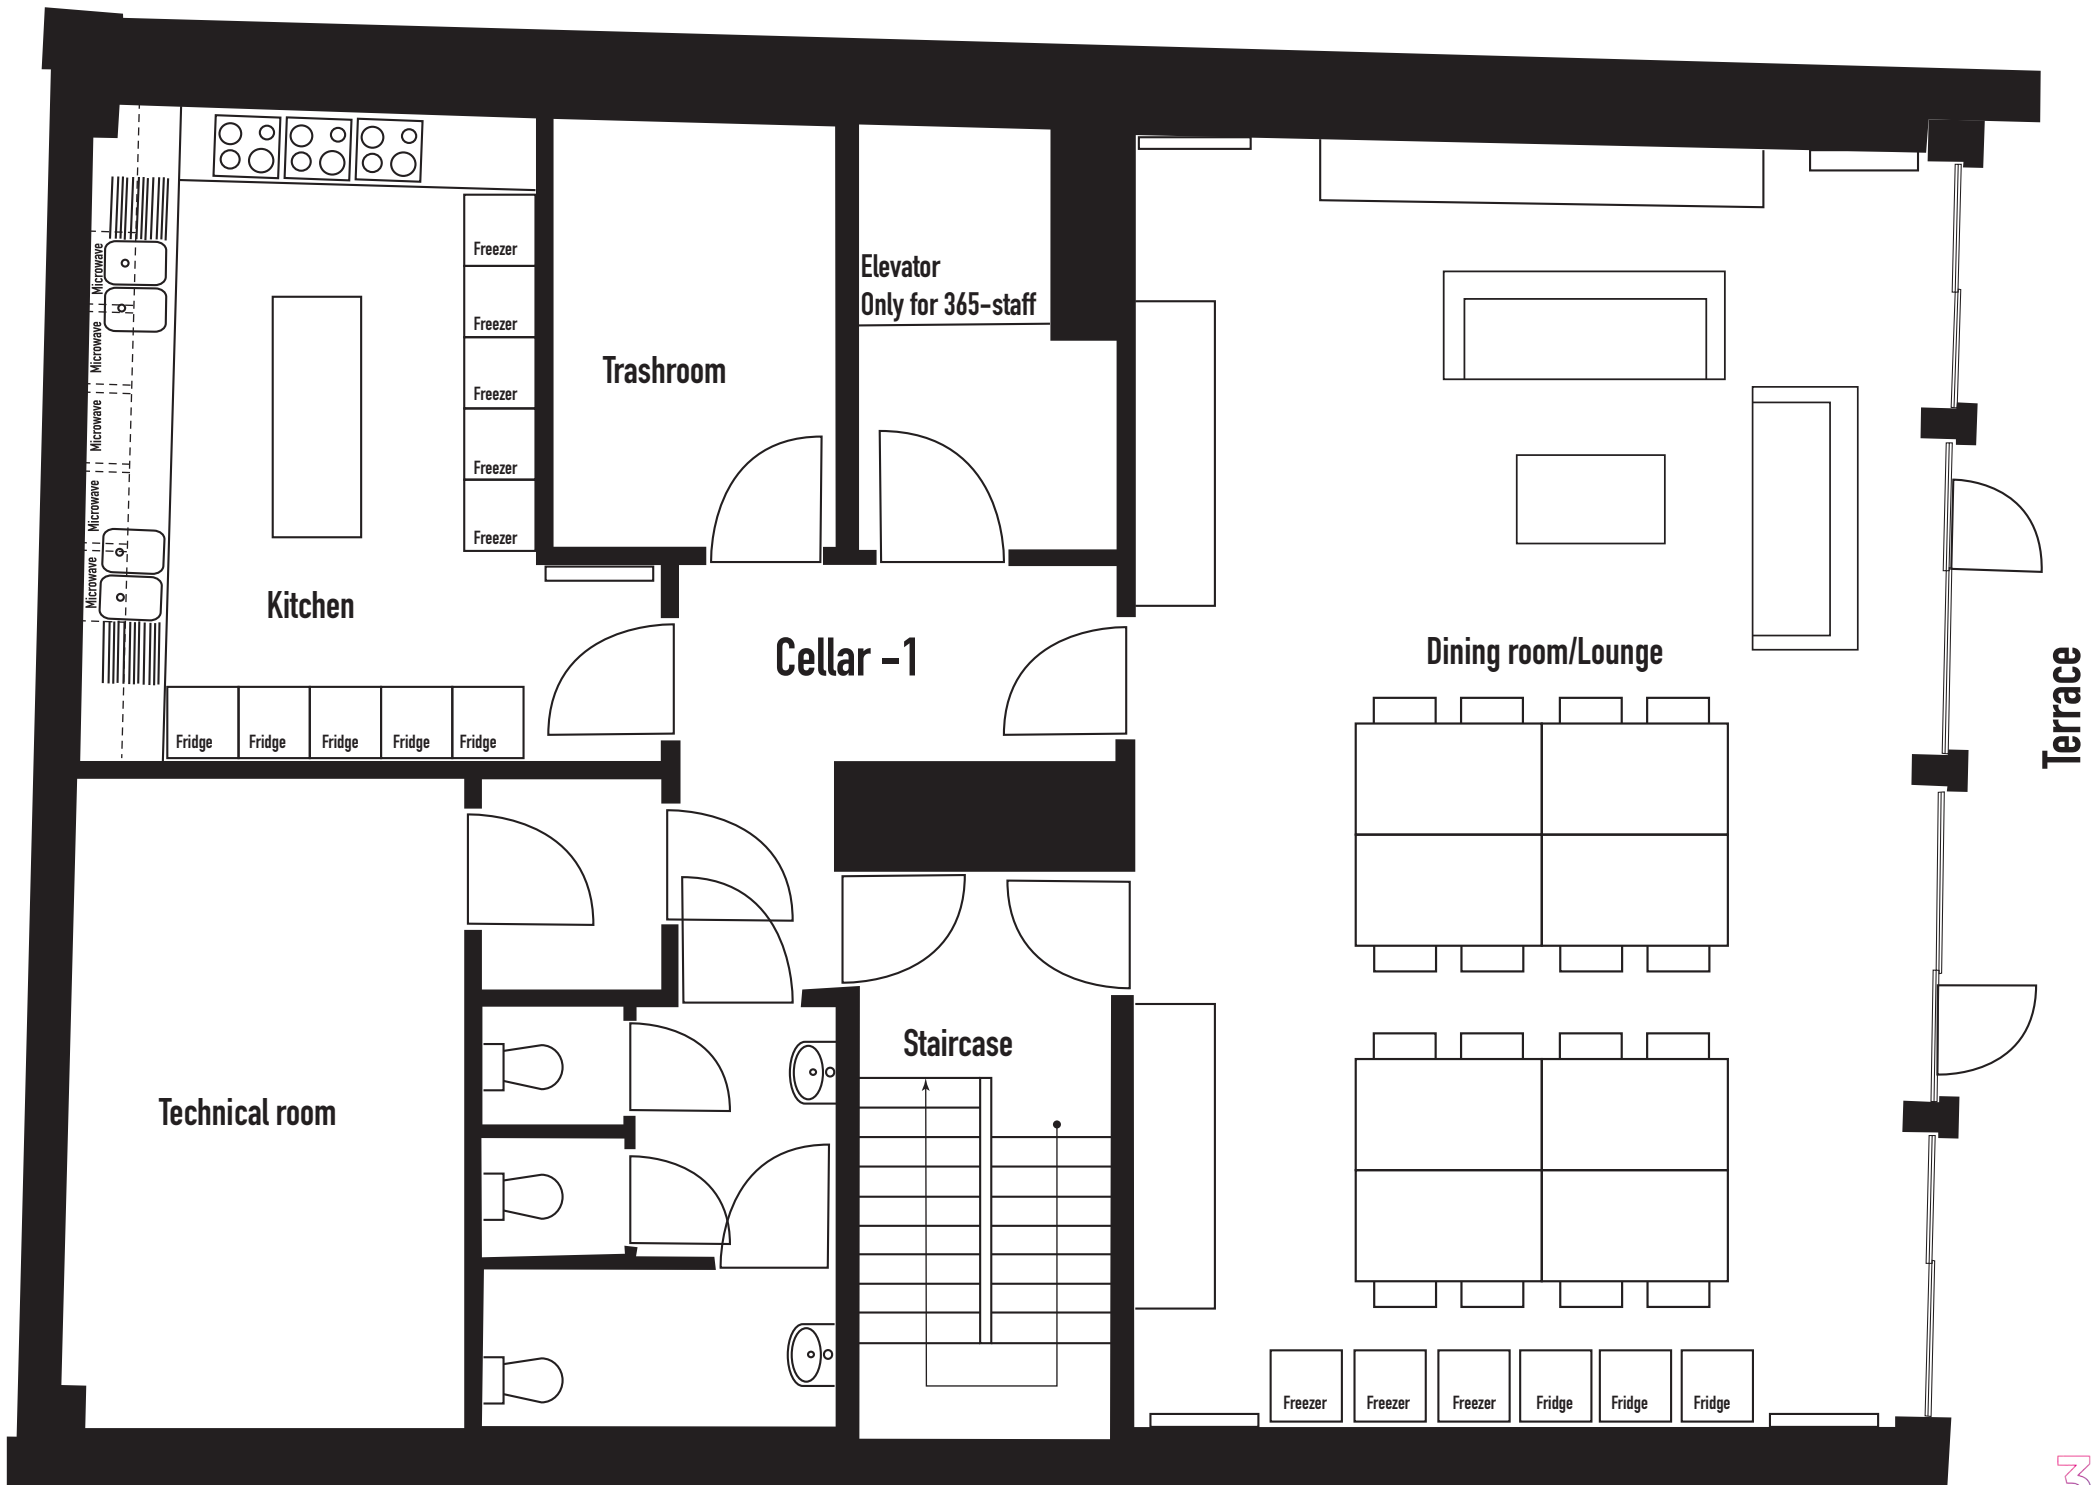 Elevator
Only for 365-staff
Trashroom
Freezer
Freezer
Freezer
Freezer
Freezer
Microwave
Microwave
Microwave
Microwave
Microwave
Kitchen
Fridge
Fridge
Fridge
Fridge
Fridge
Cellar -1
Dining room/Lounge
Terrace
Staircase
Technical room
Freezer
Freezer
Freezer
Fridge
Fridge
Fridge